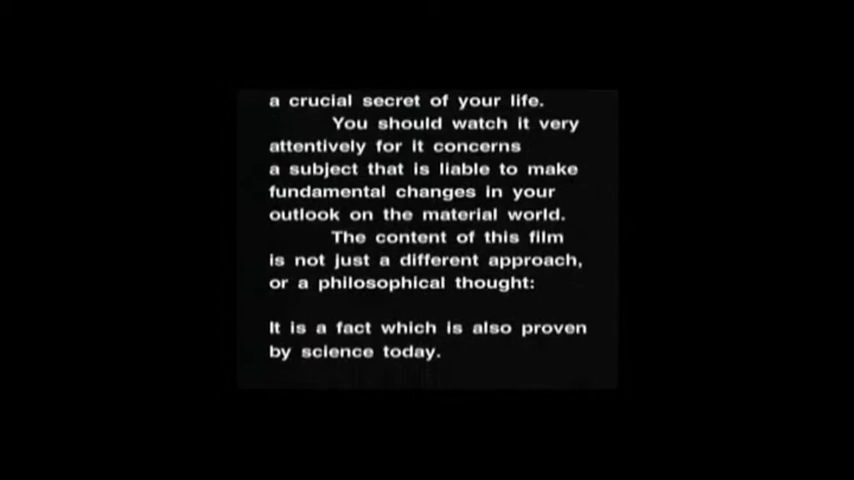 a crucial secret of your life.
You should watch it very
attentively for it concerns
a subject that is liable to make
fundamental changes in your
outlook on the material world.
The content of this film
is not just a different approach,
or a philosophical thought:
It is a fact which is also proven
by science today.